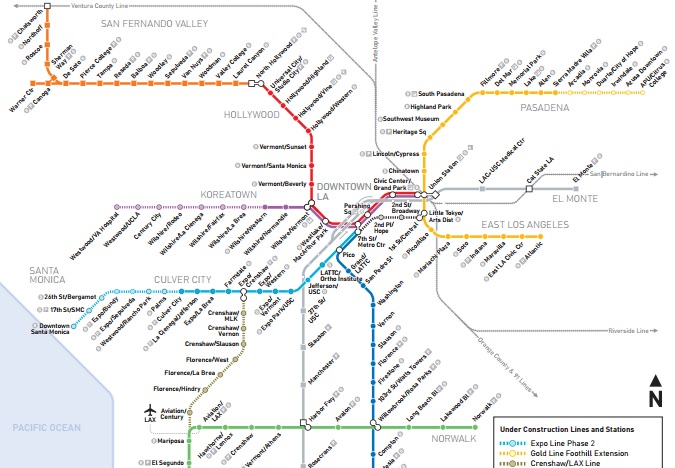 Ventura County Line
Chatsworth
Nordhoff
Roscoe
Sherman Way
SAN FERNANDO VALLEY
Antelope Valley Line
Warner Ctr
Canoga
De Soto
Pierce College
Tampa
Reseda
Balboa
Woodley
Sepulveda
Van Nuys
Woodman
Valley College
Laurel Canyon
North Hollywood
Universal City
Studio City
Hollywood/Highland
Hollywood/Vine
Hollywood/Western
HOLLYWOOD
Vermont/Sunset
Vermont/Santa Monica
Vermont/Beverly
Fillmore
Del Mar
Memorial Park
Lake
Allen
Sierra Madre Villa
Arcadia
Monrovia
Duarte/City of Hope
Irwindale
Azusa Downtown
APU/Citrus College
PASADENA
South Pasadena
Highland Park
Southwest Museum
Heritage Sq
Lincoln/Cypress
Chinatown
Union Station
LAC+USC Medical Ctr
Cal State LA
El Monte
San Bernardino Line
EL MONTE
KOREATOWN
DOWNTOWN
LA
Civic Center/
Grand Park
Pershing
Sq
2nd St/
Broadway
2nd Pl/
Hope
Little Tokyo/
Arts Dist
1st St/Central
Westwood/VA Hospital
Westwood/UCLA
Century City
Wilshire/Rodeo
Wilshire/La Cienega
Wilshire/Fairfax
Wilshire/La Brea
Wilshire/Western
Wilshire/Normandie
Wilshire/Vermont
Westlake/
MacArthur Park
7th St/
Metro Ctr
Pico
Grand/
LATTC
San Pedro St
Pico/Aliso
Mariachi Plaza
Soto
Indiana
Maravilla
East LA Civic Ctr
Atlantic
EAST LOS ANGELES
SANTA
MONICA
CULVER CITY
26th St/Bergamot
17th St/SMC
Downtown
Santa Monica
Expo/Bundy
Expo/Sepulveda
Westwood/Rancho Park
Palms
Culver City
La Cienega/Jefferson
Expo/La Brea
Farmdale
Expo/
Crenshaw
Expo/
Western
Expo/
Vermont
Expo Park/USC
Jefferson/
USC
LATTC/
Ortho Institute
37th St/
USC
Slauson
Manchester
Harbor Fwy
Rosecrans
Washington
Vernon
Slauson
Florence
Firestone
103rd St/Watts Towers
Willowbrook/Rosa Parks
Compton
Crenshaw/
MLK
Crenshaw/
Vernon
Crenshaw/Slauson
Florence/West
Florence/La Brea
Florence/Hindry
Aviation/
Century
LAX
Aviation/
LAX
Mariposa
El Segundo
Hawthorne/
Lennox
Crenshaw
Vermont/Athens
Avalon
Long Beach Bl
Lakewood Bl
Norwalk
NORWALK
Riverside Line
Orange County & 91 Lines
PACIFIC OCEAN
N
Under Construction Lines and Stations
Expo Line Phase 2
Gold Line Foothill Extension
Crenshaw/LAX Line